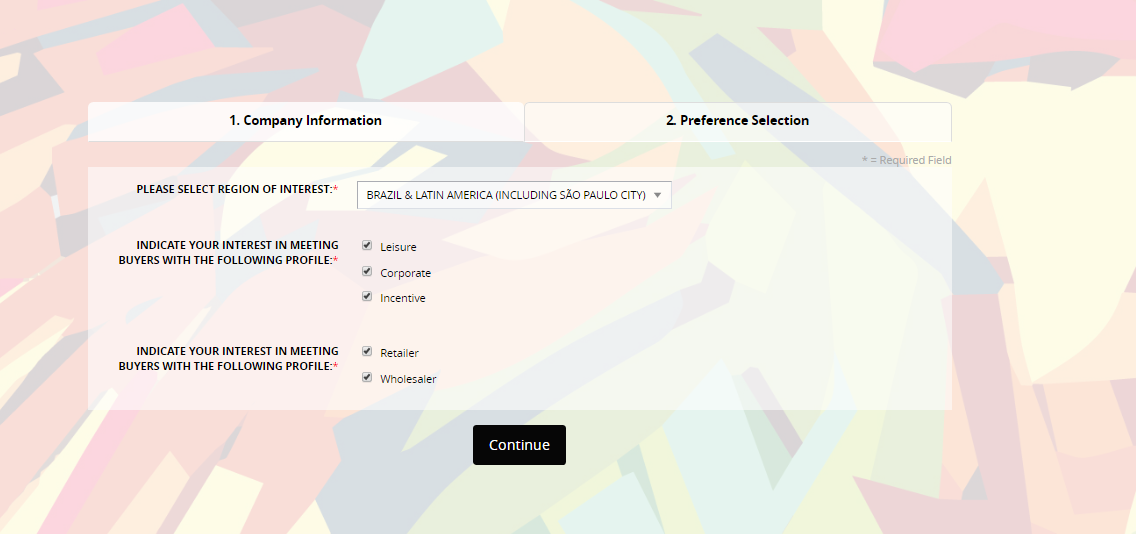 1. Company Information
2. Preference Selection
* = Required Field
PLEASE SELECT REGION OF INTEREST:*
BRAZIL & LATIN AMERICA (INCLUDING SÃO PAULO CITY)
INDICATE YOUR INTEREST IN MEETING
BUYERS WITH THE FOLLOWING PROFILE:*
Leisure
Corporate
Incentive
INDICATE YOUR INTEREST IN MEETING
BUYERS WITH THE FOLLOWING PROFILE:*
Retailer
Wholesaler
Continue